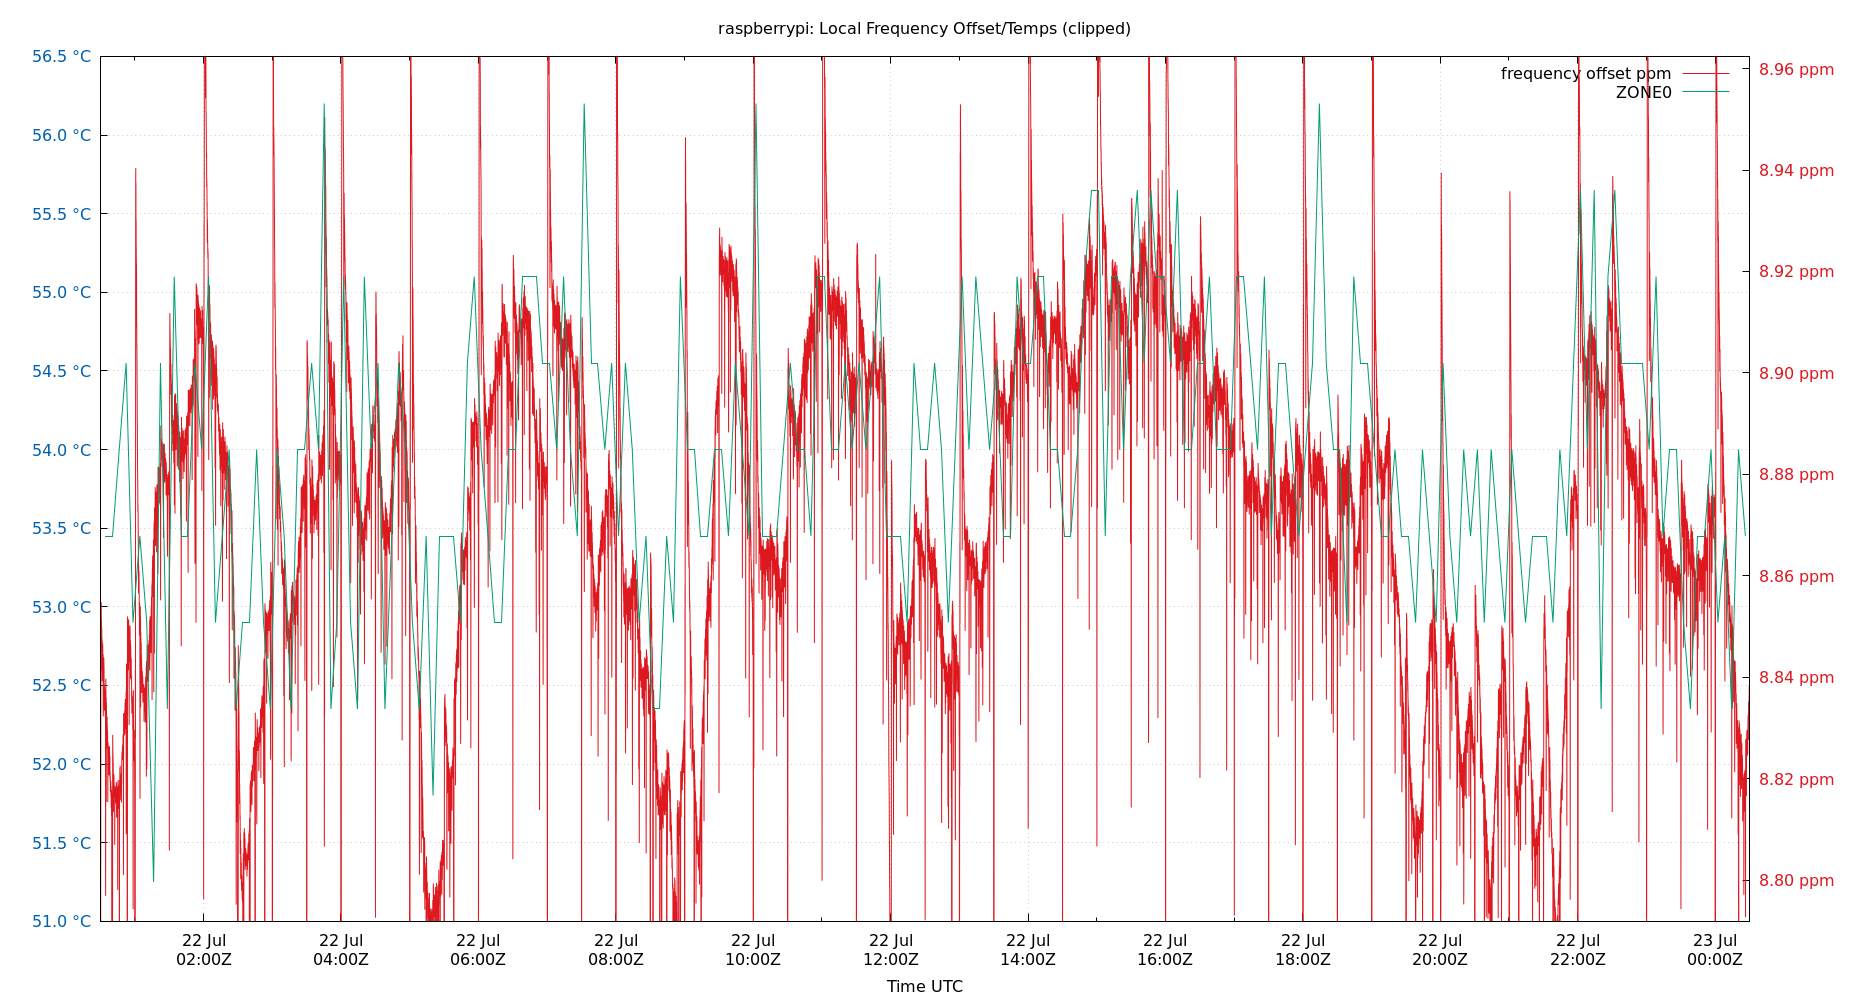 raspberrypi: Local Frequency Offset/Temps (clipped)
56.5 °C
56.0 °C
55.5 °C
55.0 °C
54.5 °C
54.0 °C
53.5 °C
53.0 °C
52.5 °C
52.0 °C
51.5 °C
51.0 °C
frequency offset ppm
ZONE0
8.96 ppm
8.94 ppm
8.92 ppm
8.90 ppm
8.88 ppm
8.86 ppm
8.84 ppm
8.82 ppm
8.80 ppm
22 Jul 22 Jul 22 Jul 22 Jul 22 Jul 22 Jul 22 Jul 22 Jul 22 Jul 22 Jul 22 Jul 23 Jul
02:00Z 04:00Z 06:00Z 08:00Z 10:00Z 12:00Z 14:00Z 16:00Z 18:00Z 20:00Z 22:00Z 00:00Z
Time UTC